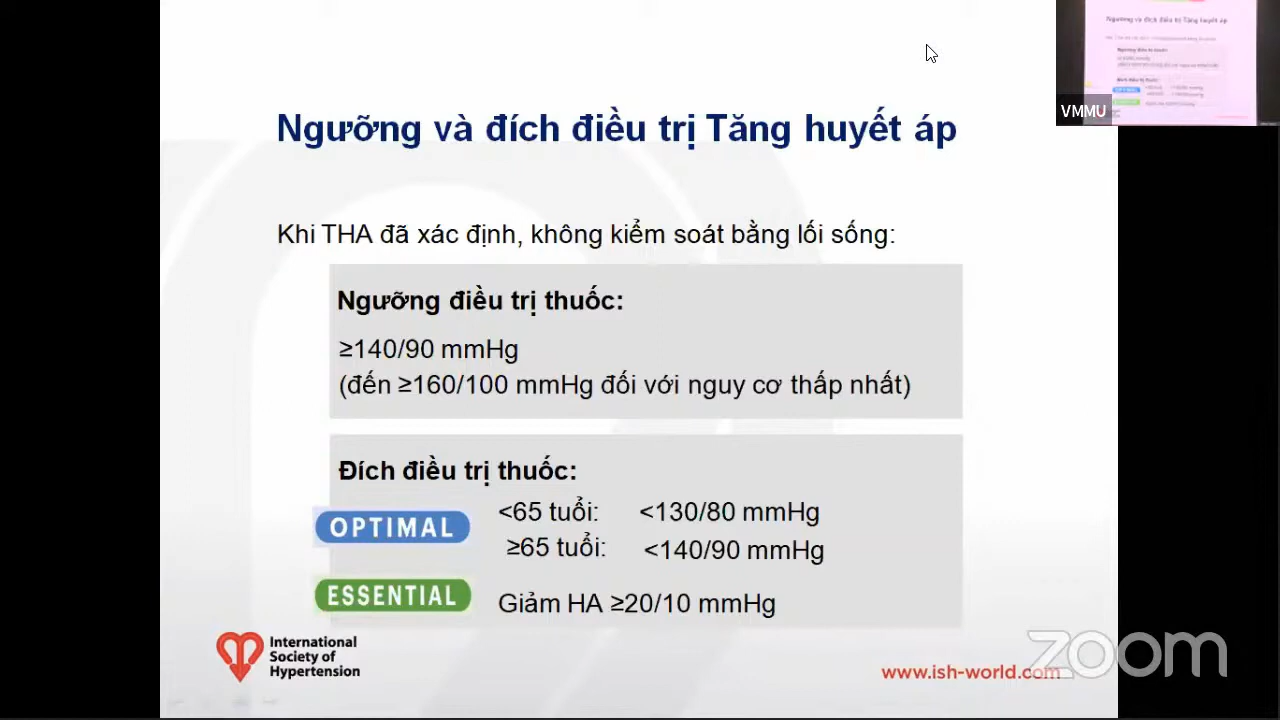 Ngưỡng và đích điều trị Tăng huyết áp
VMMU
Khi THA đã xác định, không kiểm soát bằng lối sống:
Ngưỡng điều trị thuốc:
≥140/90 mmHg
(đến ≥160/100 mmHg đối với nguy cơ thấp nhất)
Đích điều trị thuốc:
OPTIMAL
<65 tuổi: <130/80 mmHg
≥65 tuổi: <140/90 mmHg
ESSENTIAL
Giảm HA ≥20/10 mmHg
International
Society of
Hypertension
www.ish-world.com
zoom